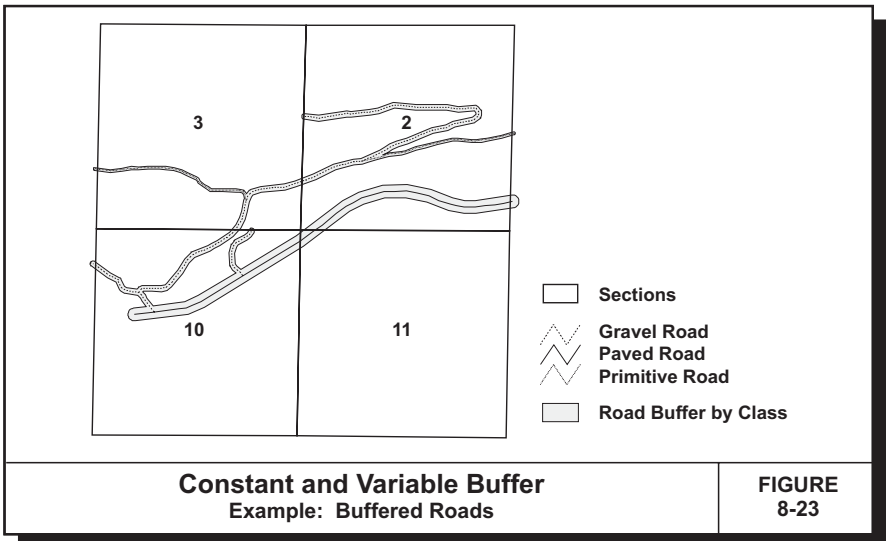 3
2
10
11
Sections
Gravel Road
Paved Road
Primitive Road
Road Buffer by Class
Constant and Variable Buffer
Example: Buffered Roads
FIGURE
8-23